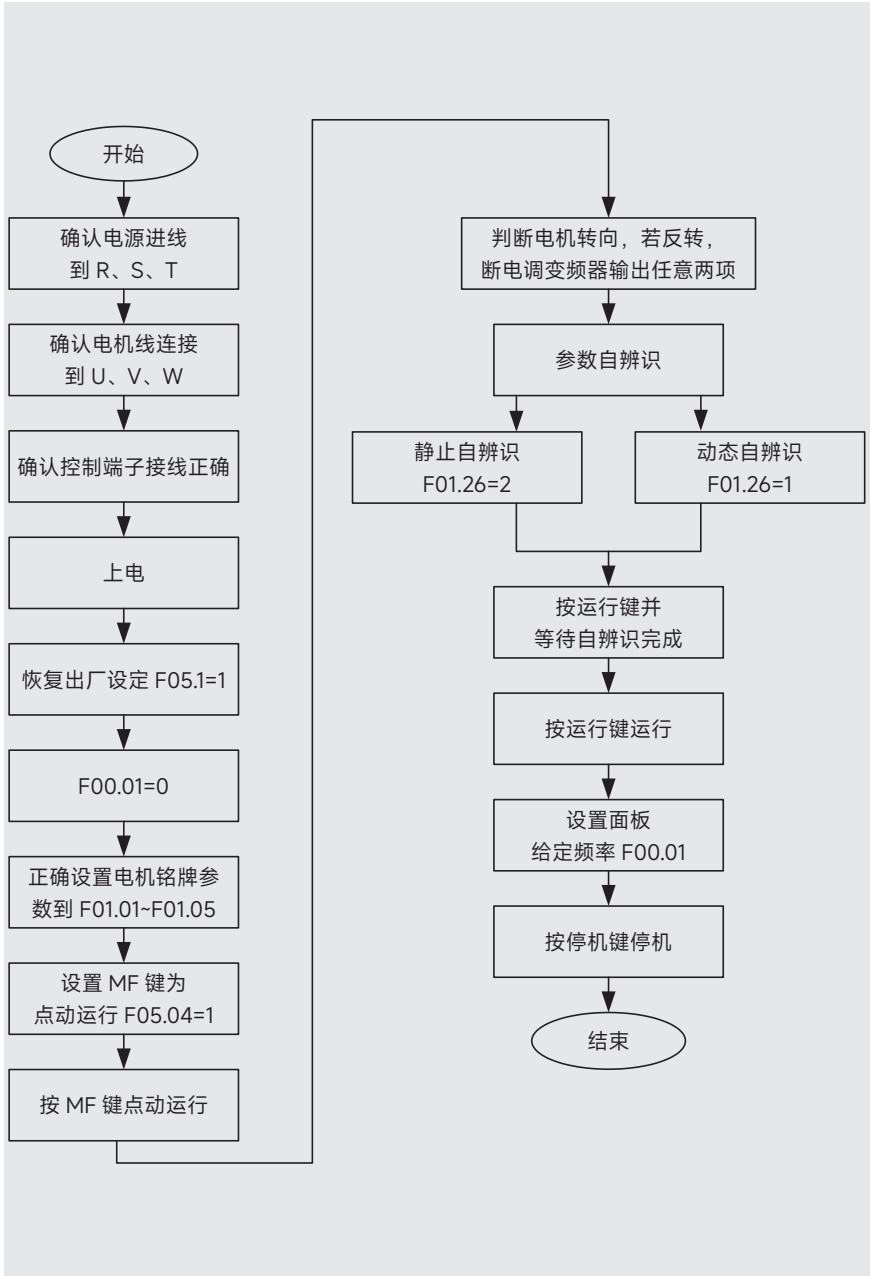 开始
确认电源进线
到 R、S、T
确认电机线连接
到 U、V、W
确认控制端子接线正确
上电
恢复出厂设定 F05.1=1
F00.01=0
正确设置电机铭牌参
数到 F01.01~F01.05
设置 MF 键为
点动运行 F05.04=1
按 MF 键点动运行
判断电机转向，若反转，
断电调变频器输出任意两项
参数自辨识
静止自辨识
F01.26=2
动态自辨识
F01.26=1
按运行键并
等待自辨识完成
按运行键运行
设置面板
给定频率 F00.01
按停机键停机
结束